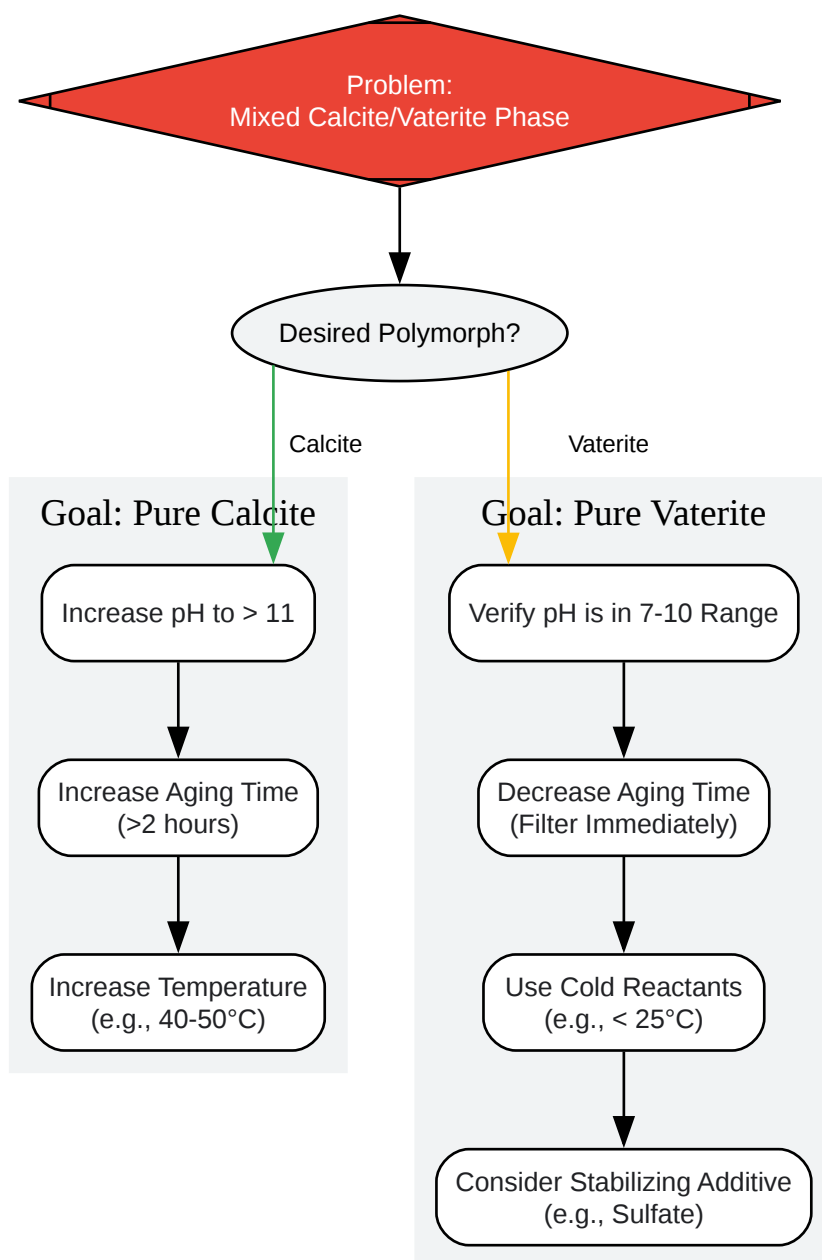 Problem:
Mixed Calcite/Vaterite Phase
Desired Polymorph?
Calcite
Vaterite
Goal: Pure Calcite
Increase pH to > 11
Increase Aging Time
(>2 hours)
Increase Temperature
(e.g., 40-50°C)
Goal: Pure Vaterite
Verify pH is in 7-10 Range
Decrease Aging Time
(Filter Immediately)
Use Cold Reactants
(e.g., < 25°C)
Consider Stabilizing Additive
(e.g., Sulfate)